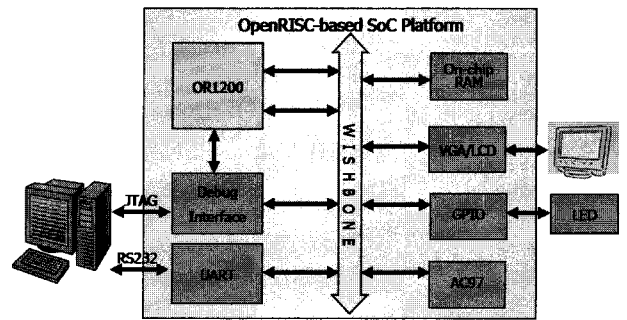 OpenRISC-based SoC Platform
OR1200
On-chip
RAM
WISHBONE
VGA/LCD
JTAG
Debug
Interface
GPIO
LED
RS232
UART
AC97